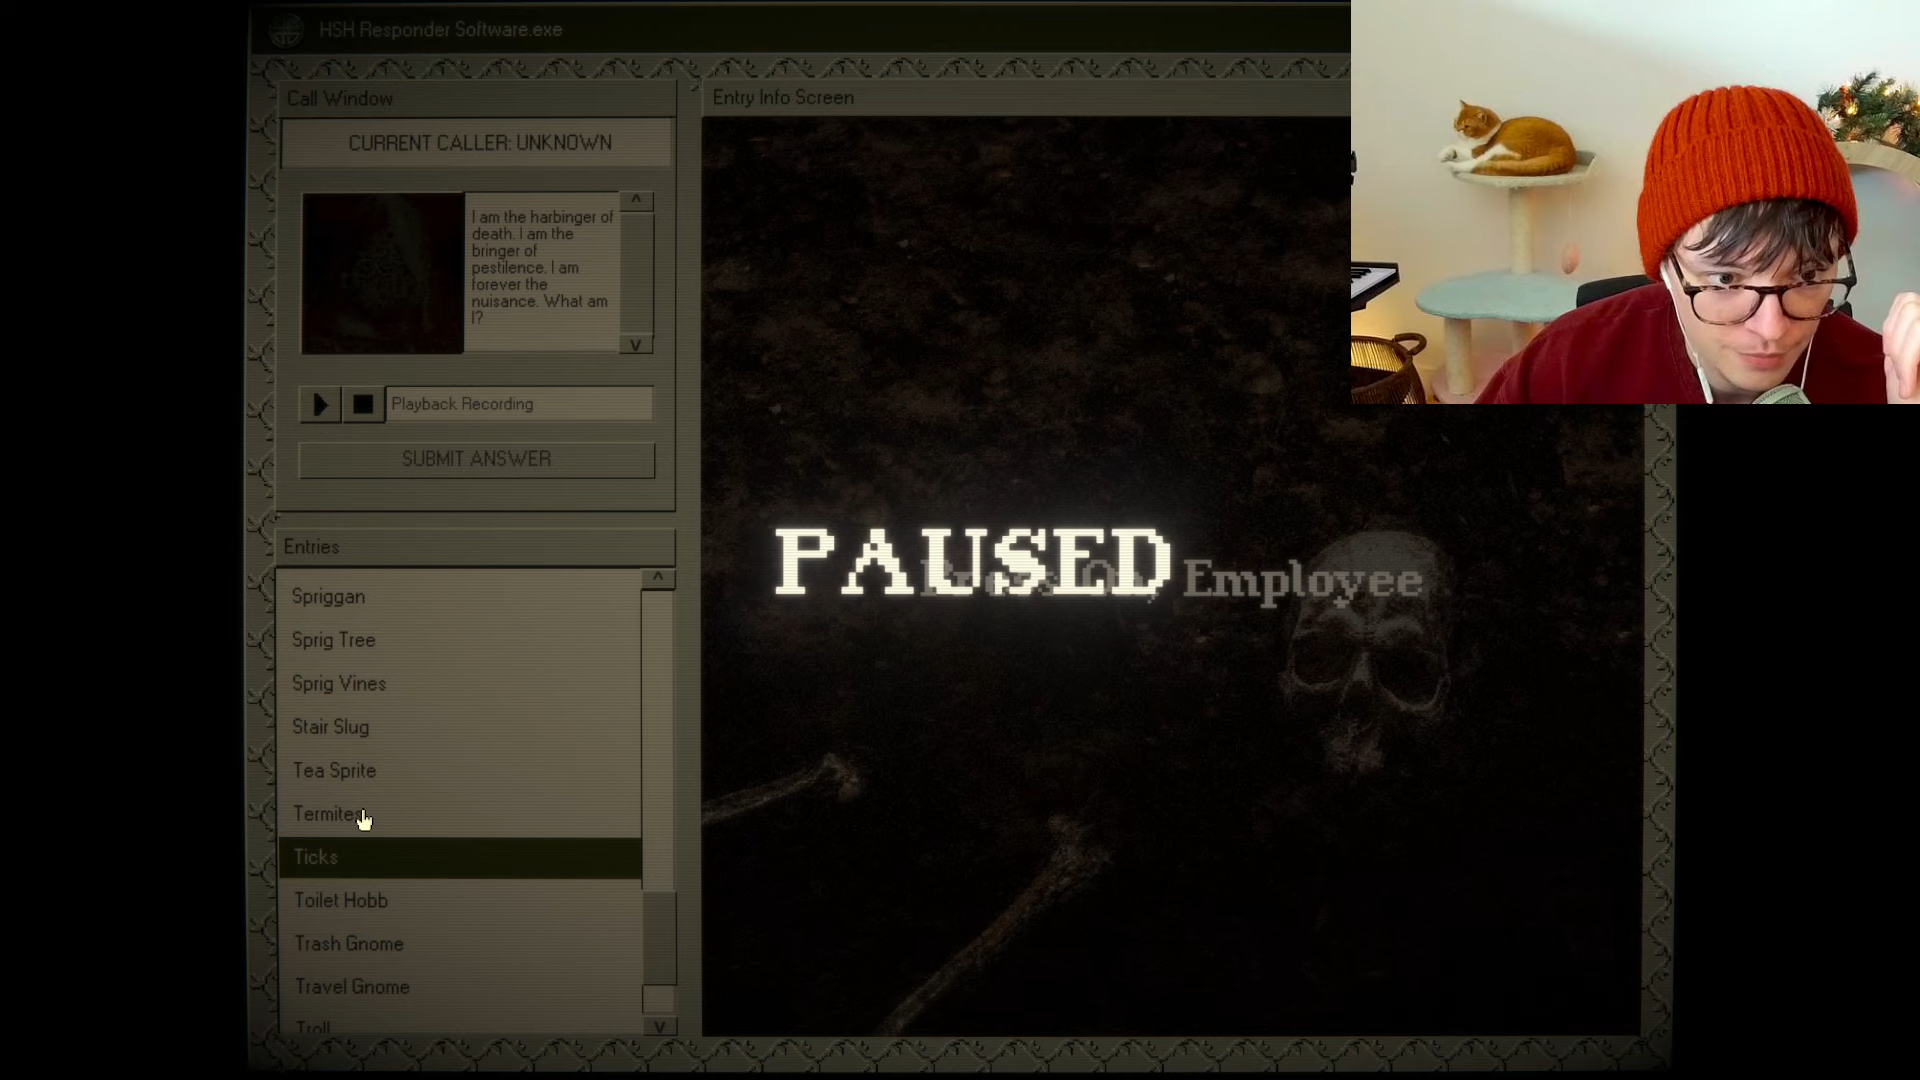 HSH Responder Software.exe
Call Window
CURRENT CALLER: UNKNOWN
I am the harbinger of
death. I am the
bringer of
pestilence. I am
forever the
nuisance. What am
I?
Playback Recording
SUBMIT ANSWER
Entries
Spriggan
Sprig Tree
Sprig Vines
Stair Slug
Tea Sprite
Termites
Ticks
Toilet Hobb
Trash Gnome
Travel Gnome
Troll
Entry Info Screen
PAUSED
Employee